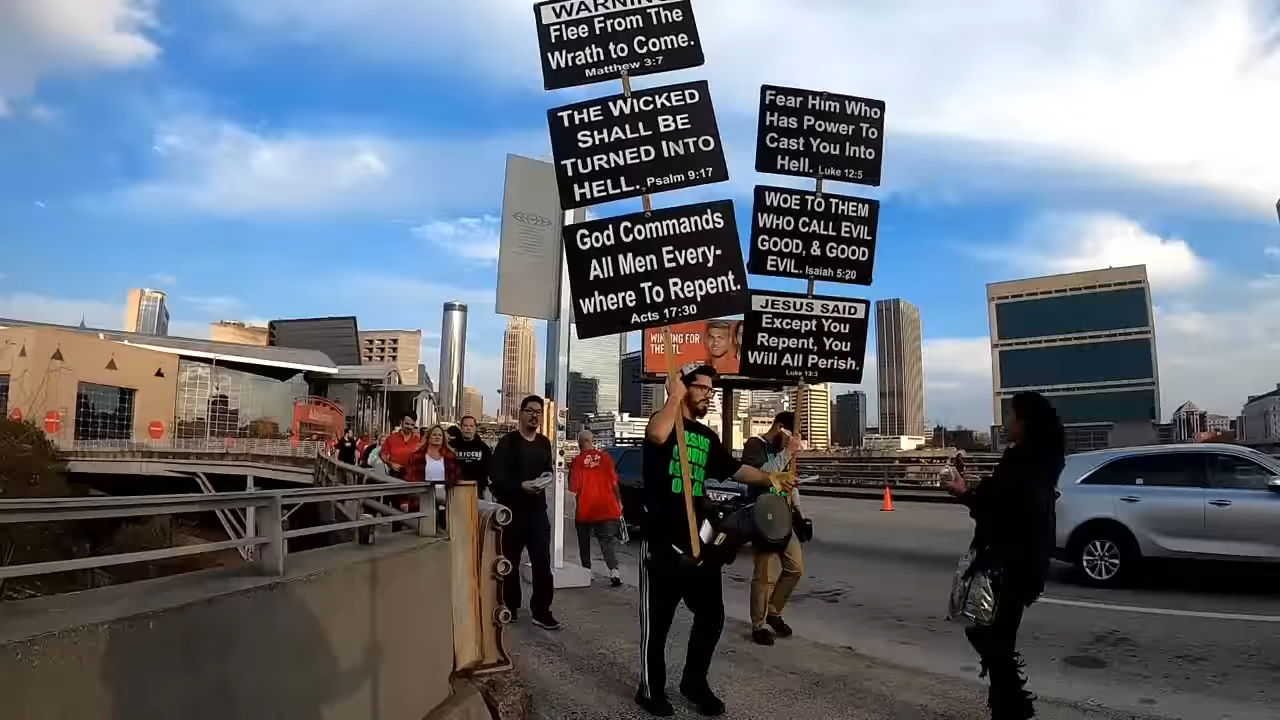 WARNING
Flee From The
Wrath to Come.
Matthew 3:7
THE WICKED
SHALL BE
TURNED INTO
HELL. Psalm 9:17
God Commands
All Men Every-
where To Repent.
Acts 17:30
Fear Him Who
Has Power To
Cast You Into
Hell. Luke 12:5
WOE TO THEM
WHO CALL EVIL
GOOD, & GOOD
EVIL. Isaiah 5:20
JESUS SAID
Except You
Repent, You
Will All Perish.
Luke 13:3